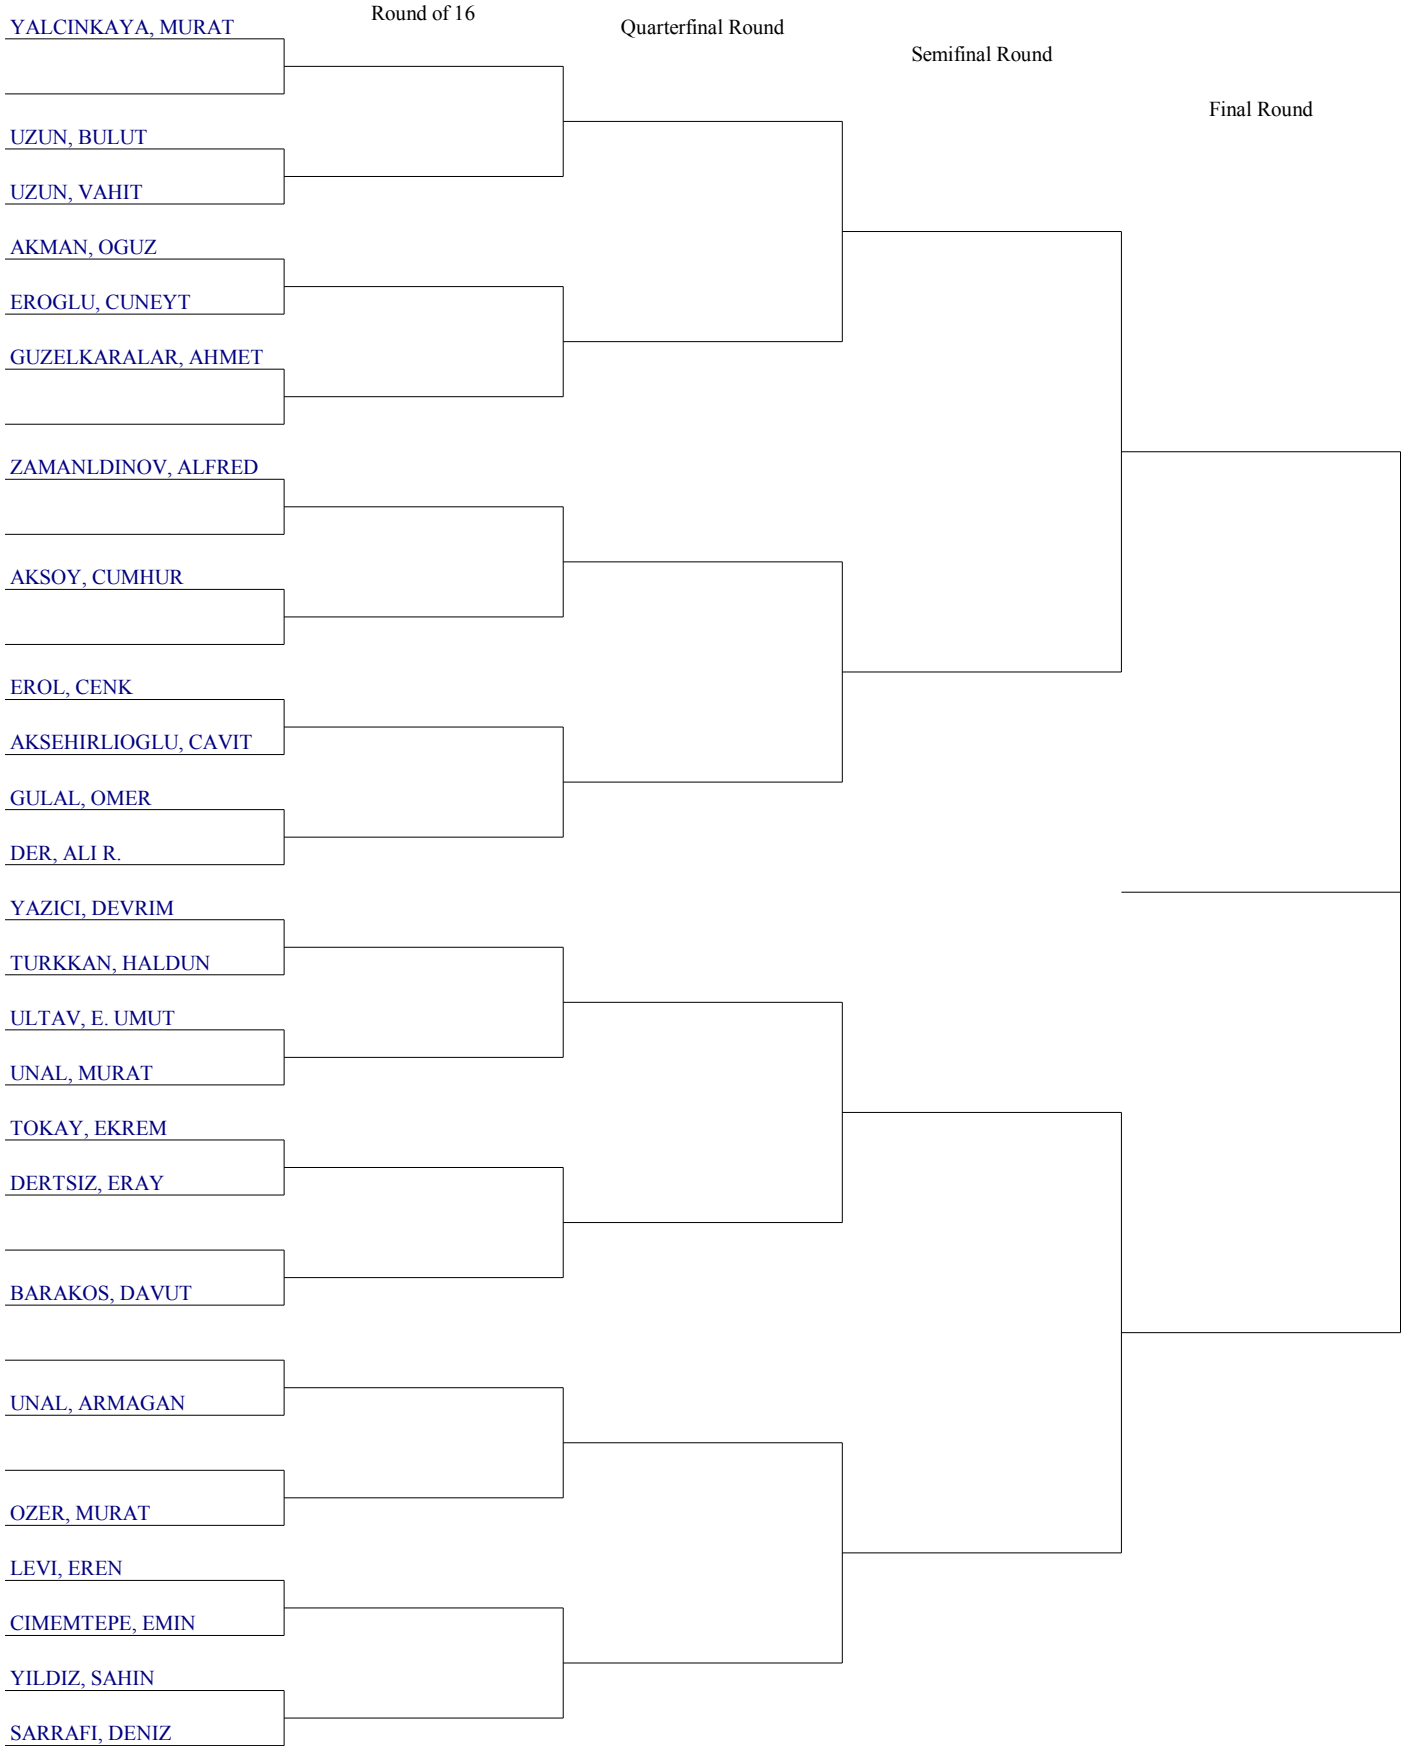 YALCINKAYA, MURAT
Round of 16
Quarterfinal Round
Semifinal Round
Final Round
UZUN, BULUT
UZUN, VAHIT
AKMAN, OGUZ
EROGLU, CUNEYT
GUZELKARALAR, AHMET
ZAMANLDINOV, ALFRED
AKSOY, CUMHUR
EROL, CENK
AKSEHIRLIOGLU, CAVIT
GULAL, OMER
DER, ALI R.
YAZICI, DEVRIM
TURKKAN, HALDUN
ULTAV, E. UMUT
UNAL, MURAT
TOKAY, EKREM
DERTSIZ, ERAY
BARAKOS, DAVUT
UNAL, ARMAGAN
OZER, MURAT
LEVI, EREN
CIMEMTEPE, EMIN
YILDIZ, SAHIN
SARRAFI, DENIZ